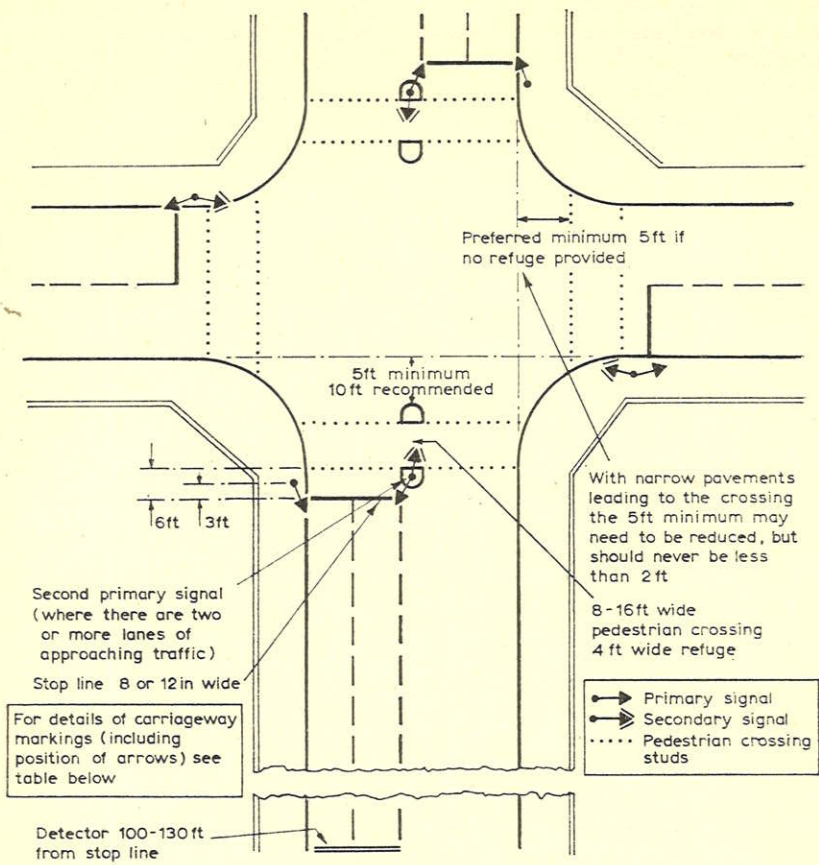 Preferred minimum 5ft if
no refuge provided
5ft minimum
10ft recommended
6ft
3ft
With narrow pavements
leading to the crossing
the 5ft minimum may
need to be reduced, but
should never be less
than 2ft
Second primary signal
(where there are two
or more lanes of
approaching traffic)
8-16ft wide
pedestrian crossing
4ft wide refuge
Stop line 8 or 12in wide
For details of carriageway
markings (including
position of arrows) see
table below
Primary signal
Secondary signal
Pedestrian crossing
studs
Detector 100-130ft
from stop line